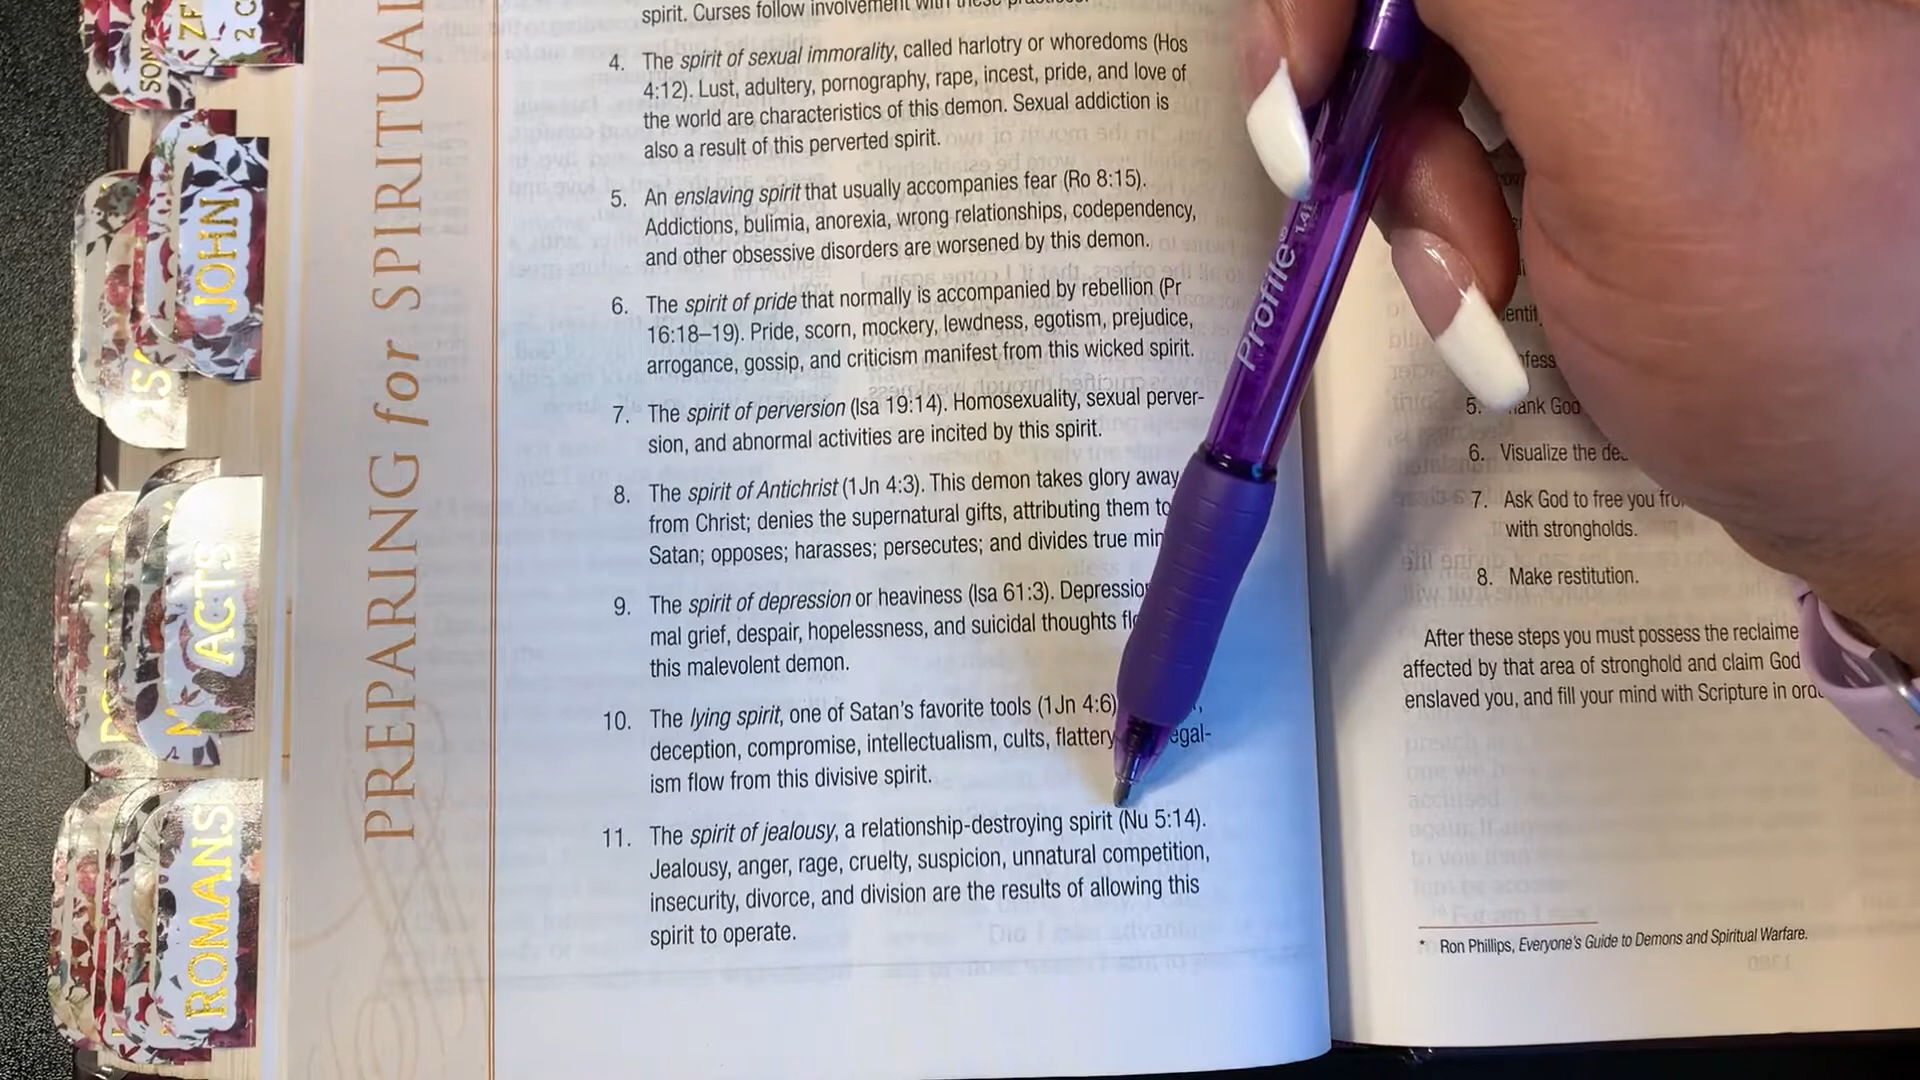 SON
ZE
2 C
JOHN
ISA
ACTS
ROMANS
PREPARING for SPIRITUAL
spirit. Curses follow involvement with these practices.
4. The spirit of sexual immorality, called harlotry or whoredoms (Hos
4:12). Lust, adultery, pornography, rape, incest, pride, and love of
the world are characteristics of this demon. Sexual addiction is
also a result of this perverted spirit.
5. An enslaving spirit that usually accompanies fear (Ro 8:15).
Addictions, bulimia, anorexia, wrong relationships, codependency,
and other obsessive disorders are worsened by this demon.
6. The spirit of pride that normally is accompanied by rebellion (Pr
16:18–19). Pride, scorn, mockery, lewdness, egotism, prejudice,
arrogance, gossip, and criticism manifest from this wicked spirit.
7. The spirit of perversion (Isa 19:14). Homosexuality, sexual perver-
sion, and abnormal activities are incited by this spirit.
8. The spirit of Antichrist (1Jn 4:3). This demon takes glory away
from Christ; denies the supernatural gifts, attributing them to
Satan; opposes; harasses; persecutes; and divides true min
9. The spirit of depression or heaviness (Isa 61:3). Depressio
mal grief, despair, hopelessness, and suicidal thoughts fl
this malevolent demon.
10. The lying spirit, one of Satan's favorite tools (1Jn 4:6)
deception, compromise, intellectualism, cults, flattery egal-
ism flow from this divisive spirit.
11. The spirit of jealousy, a relationship-destroying spirit (Nu 5:14).
Jealousy, anger, rage, cruelty, suspicion, unnatural competition,
insecurity, divorce, and division are the results of allowing this
spirit to operate.
Profile® 1.4
entit
nfess
5. ank God
6. Visualize the de
7. Ask God to free you fro
with strongholds.
8. Make restitution.
After these steps you must possess the reclaime
affected by that area of stronghold and claim God
enslaved you, and fill your mind with Scripture in ord
* Ron Phillips, Everyone's Guide to Demons and Spiritual Warfare.